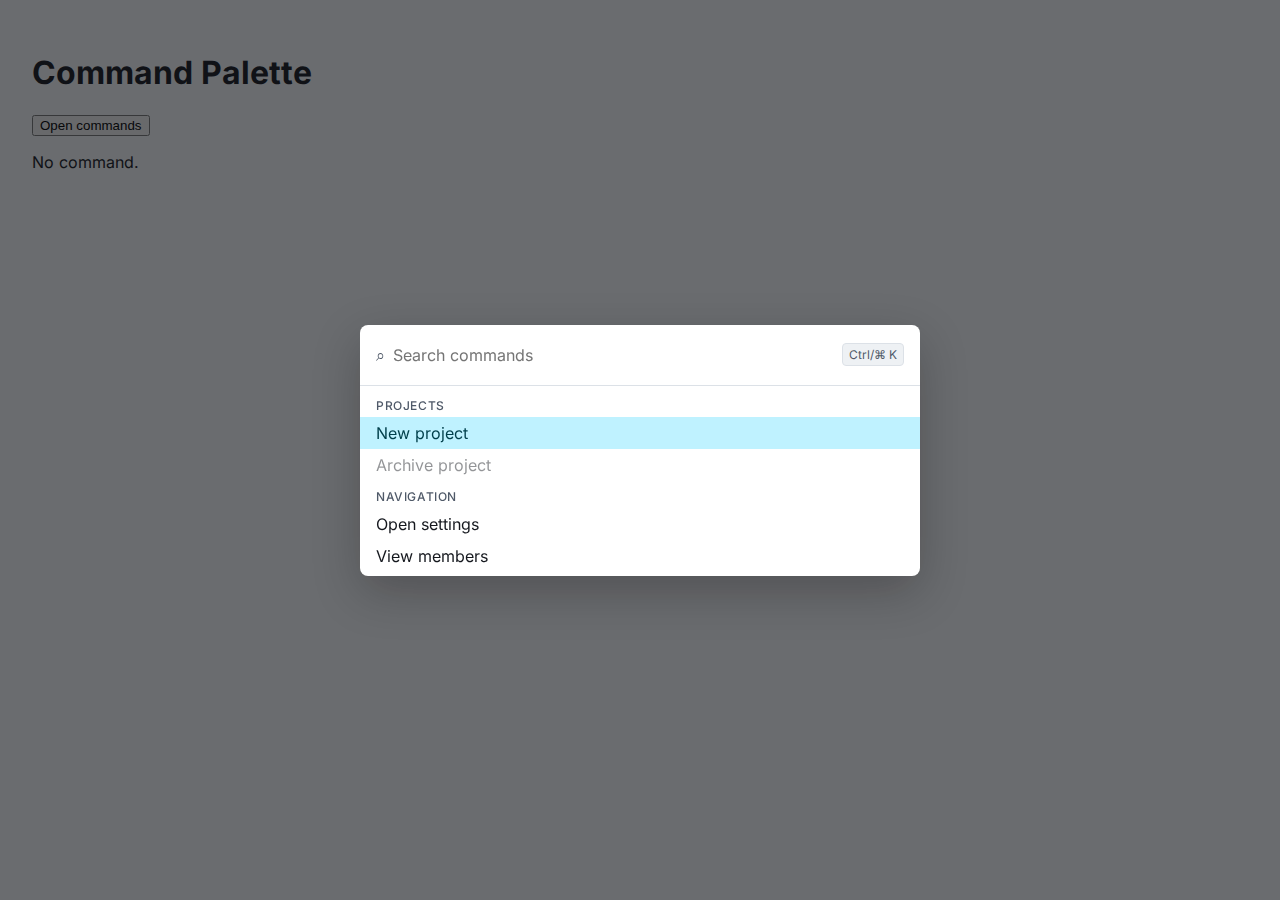 Command Palette
Open commands
No command.
Search commands
Ctrl/⌘ K
PROJECTS
New project
Archive project
NAVIGATION
Open settings
View members